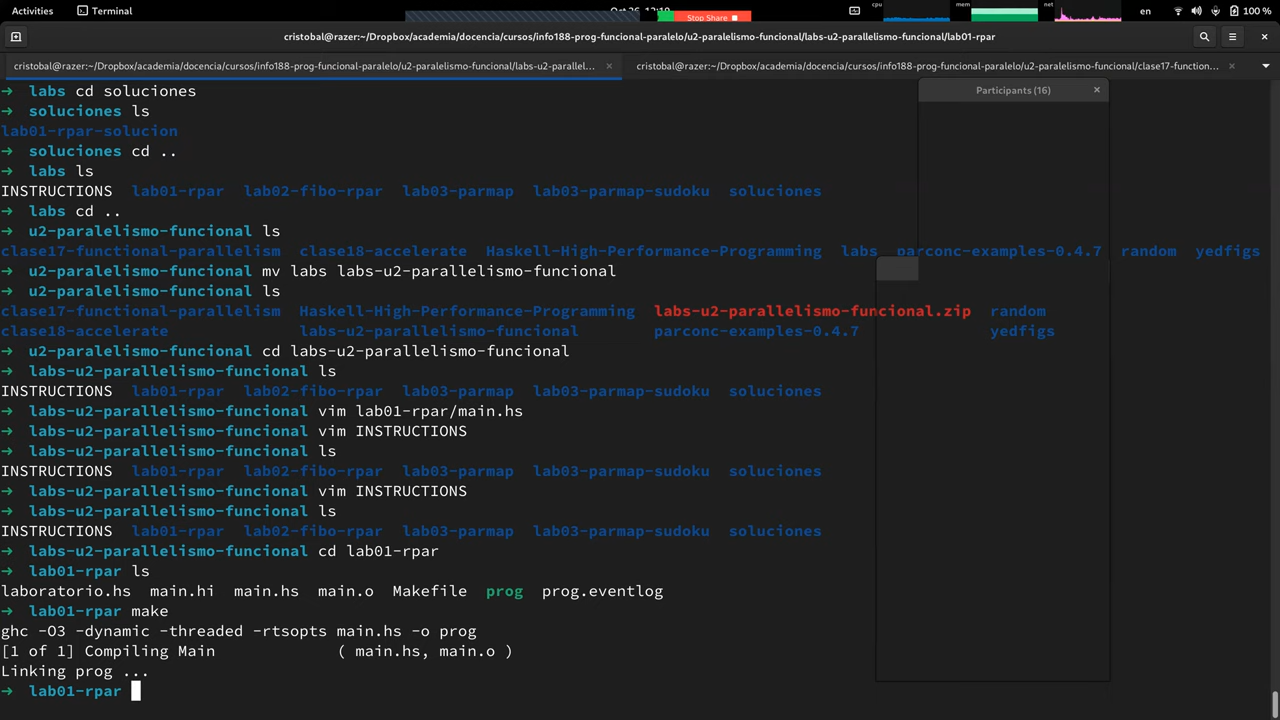 Activities Terminal Stop Share cpu mem net en 100 %
cristobal@razer:~/Dropbox/academia/docencia/cursos/info188-prog-funcional-paralelo/u2-paralelismo-funcional/labs-u2-parallelismo-funcional/lab01-rpar
cristobal@razer:~/Dropbox/academia/docencia/cursos/info188-prog-funcional-paralelo/u2-paralelismo-funcional/labs-u2-parallel... × cristobal@razer:~/Dropbox/academia/docencia/cursos/info188-prog-funcional-paralelo/u2-paralelismo-funcional/clase17-function... ×
Participants (16) ×
→ labs cd soluciones
→ soluciones ls
lab01-rpar-solucion
→ soluciones cd ..
→ labs ls
INSTRUCTIONS lab01-rpar lab02-fibo-rpar lab03-parmap lab03-parmap-sudoku soluciones
→ labs cd ..
→ u2-paralelismo-funcional ls
clase17-functional-parallelism clase18-accelerate Haskell-High-Performance-Programming labs parconc-examples-0.4.7 random yedfigs
→ u2-paralelismo-funcional mv labs labs-u2-parallelismo-funcional
→ u2-paralelismo-funcional ls
clase17-functional-parallelism Haskell-High-Performance-Programming labs-u2-parallelismo-funcional.zip random
clase18-accelerate labs-u2-parallelismo-funcional parconc-examples-0.4.7 yedfigs
→ u2-paralelismo-funcional cd labs-u2-parallelismo-funcional
→ labs-u2-parallelismo-funcional ls
INSTRUCTIONS lab01-rpar lab02-fibo-rpar lab03-parmap lab03-parmap-sudoku soluciones
→ labs-u2-parallelismo-funcional vim lab01-rpar/main.hs
→ labs-u2-parallelismo-funcional vim INSTRUCTIONS
→ labs-u2-parallelismo-funcional ls
INSTRUCTIONS lab01-rpar lab02-fibo-rpar lab03-parmap lab03-parmap-sudoku soluciones
→ labs-u2-parallelismo-funcional vim INSTRUCTIONS
→ labs-u2-parallelismo-funcional ls
INSTRUCTIONS lab01-rpar lab02-fibo-rpar lab03-parmap lab03-parmap-sudoku soluciones
→ labs-u2-parallelismo-funcional cd lab01-rpar
→ lab01-rpar ls
laboratorio.hs main.hi main.hs main.o Makefile prog prog.eventlog
→ lab01-rpar make
ghc -O3 -dynamic -threaded -rtsopts main.hs -o prog
[1 of 1] Compiling Main ( main.hs, main.o )
Linking prog ...
→ lab01-rpar